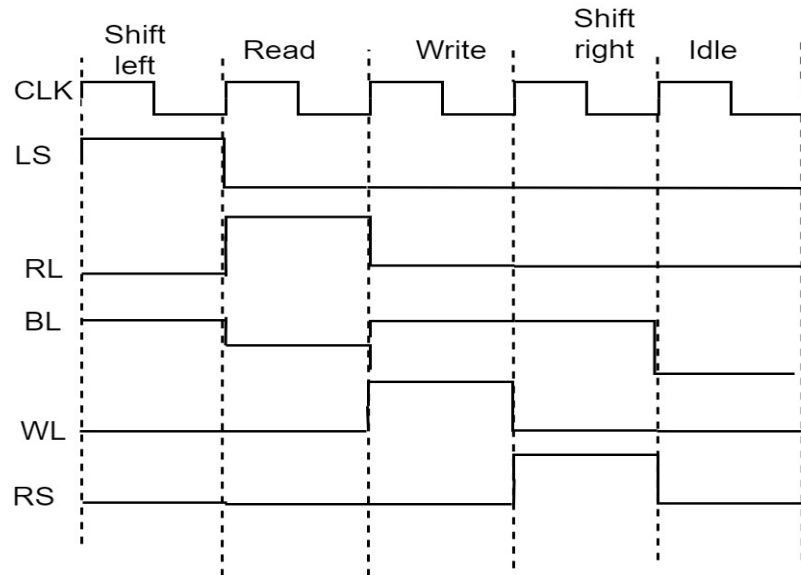 Shift
left
Read
Write
Shift
right
Idle
CLK
LS
RL
BL
WL
RS